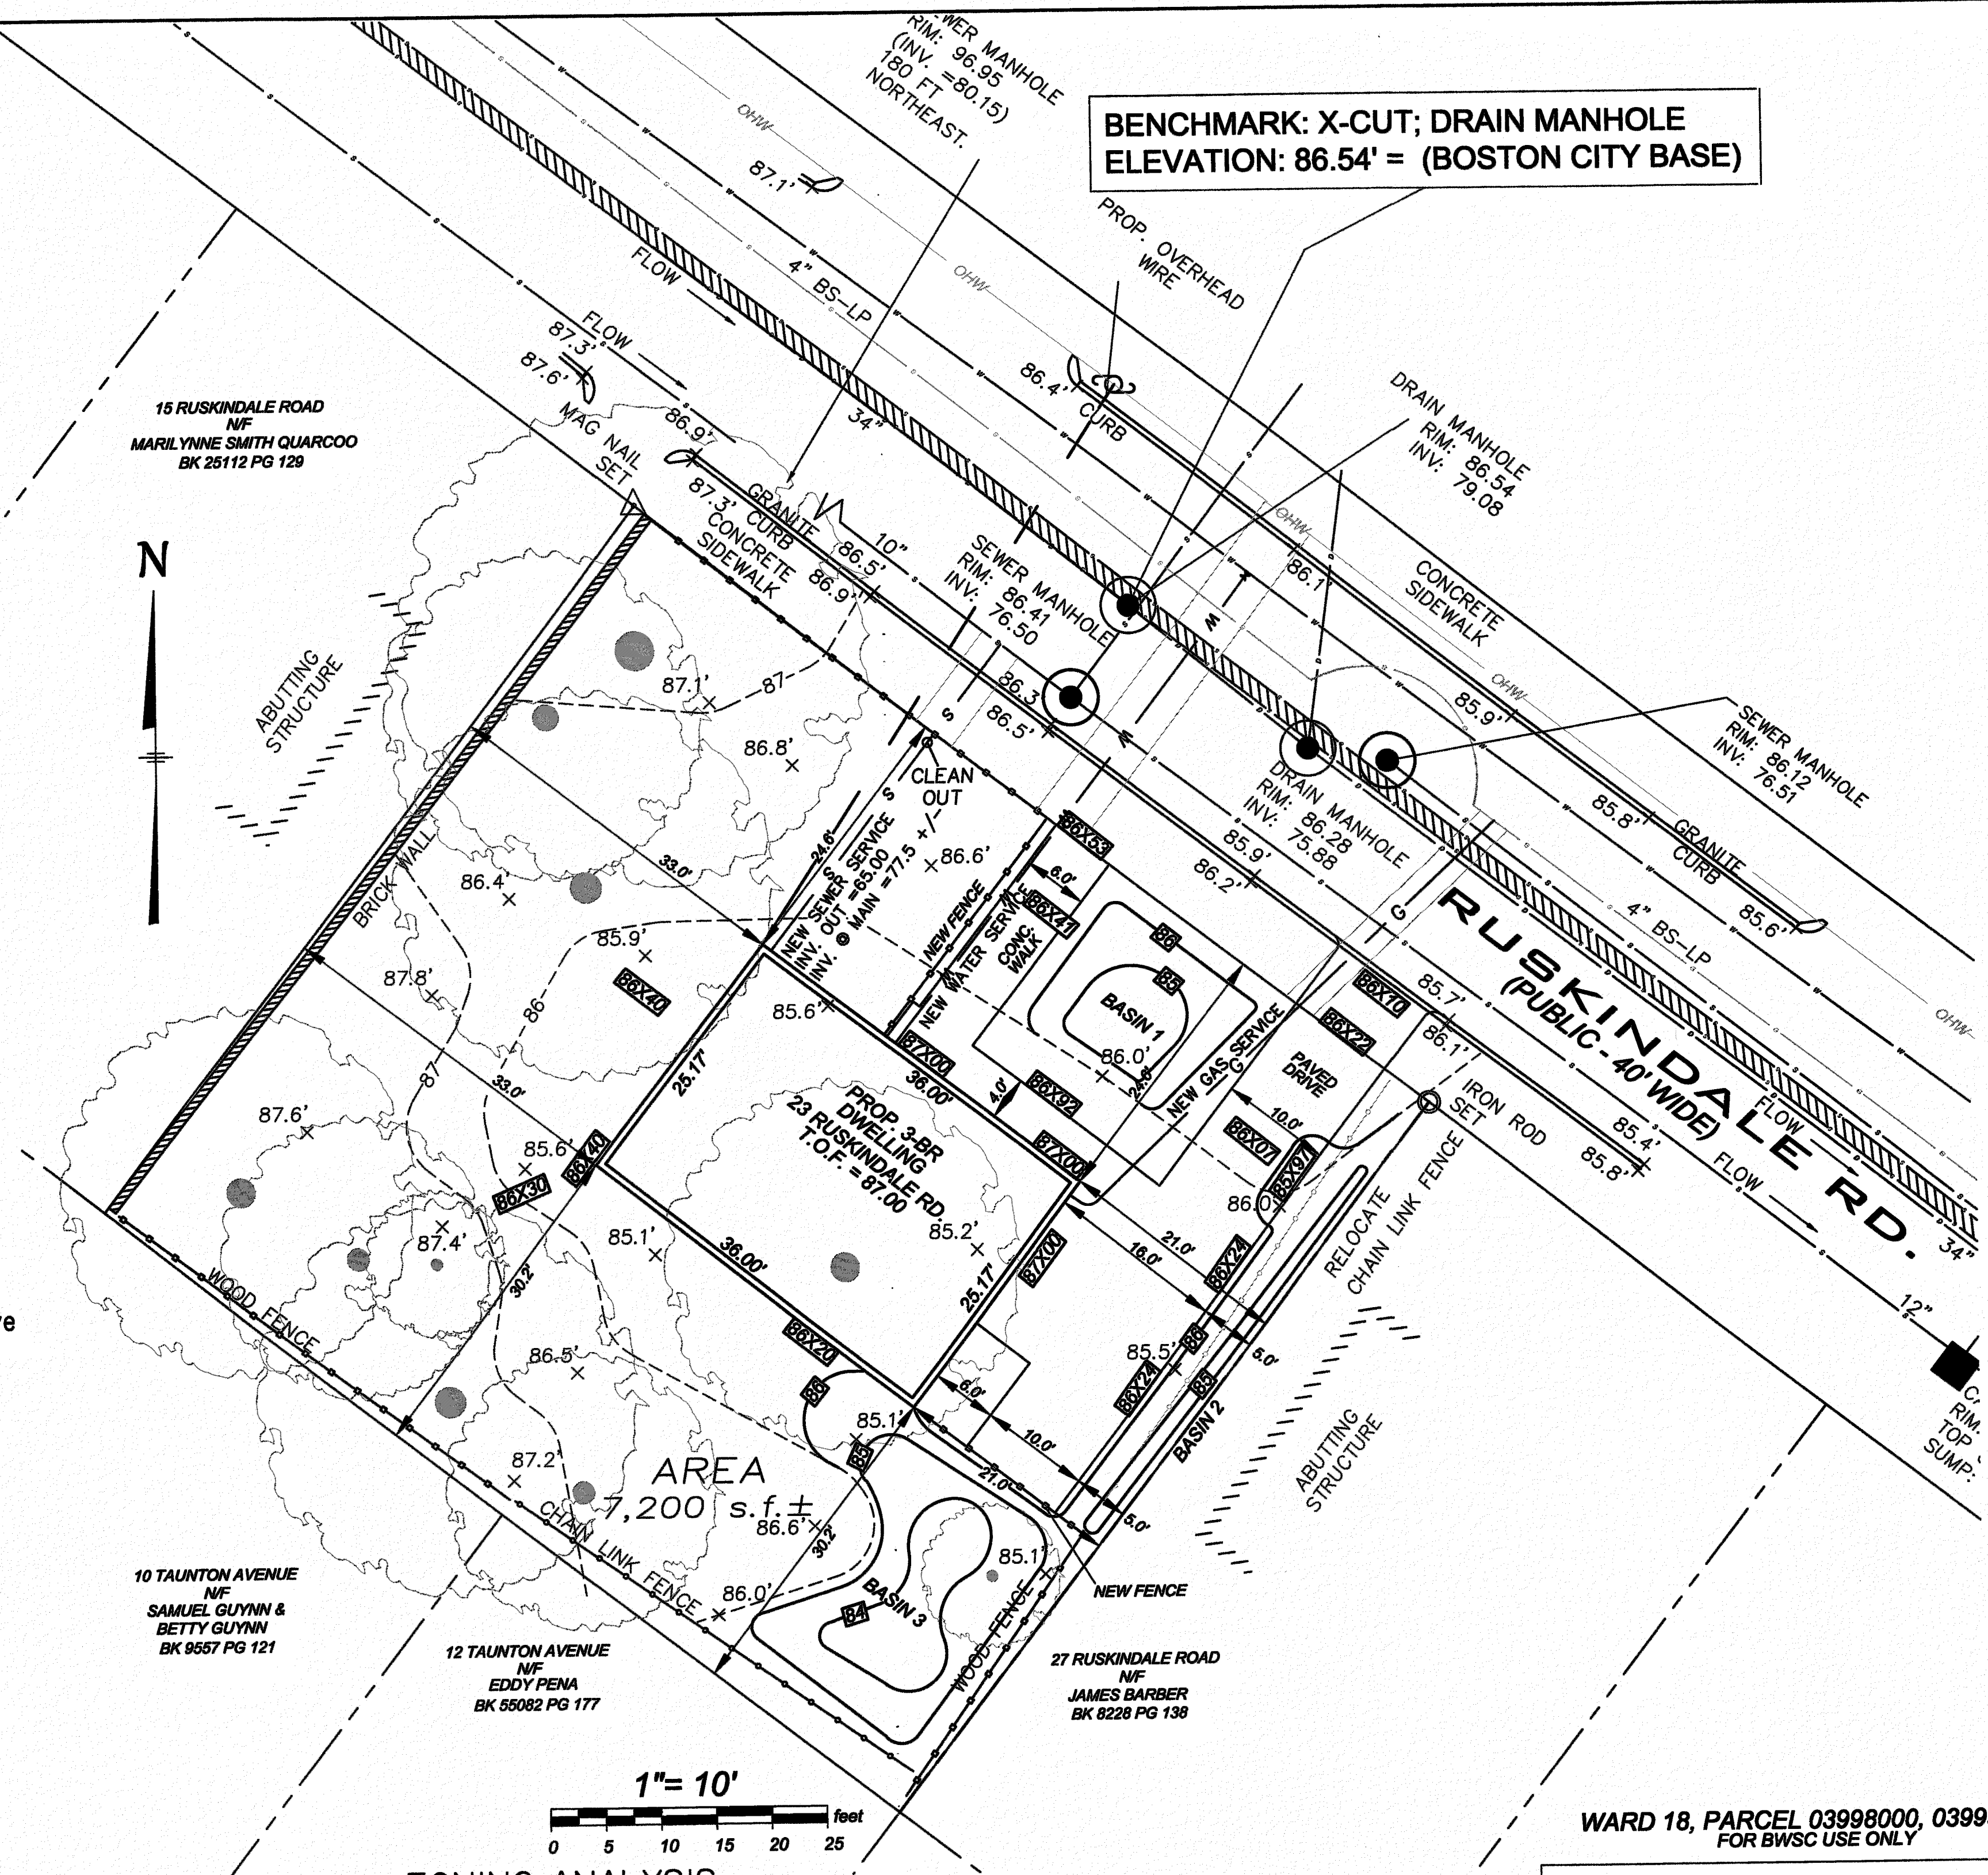 SEWER MANHOLE
RIM: 96.95
(INV. =80.15)
180 FT
NORTHEAST.
BENCHMARK: X-CUT; DRAIN MANHOLE
ELEVATION: 86.54' = (BOSTON CITY BASE)
OHW
87.1'
PROP. OVERHEAD
WIRE
FLOW
4" BS-LP
OHW
FLOW
87.3'
87.6'
86.4'
CURB
DRAIN MANHOLE
RIM: 86.54
INV: 79.08
15 RUSKINDALE ROAD
N/F
MARILYNNE SMITH QUARCOO
BK 25112 PG 129
MAG NAIL
SET
86.9'
34"
87.3'
GRANITE
CURB
CONCRETE
SIDEWALK
86.5'
86.9'
10"
SEWER MANHOLE
RIM: 86.41
INV: 76.50
OHW
86.1'
CONCRETE
SIDEWALK
N
ABUTTING
STRUCTURE
87.1'
87
86.8'
86.3'
86.5'
S
W
W
OHW
85.9'
SEWER MANHOLE
RIM: 86.12
INV: 76.51
CLEAN
OUT
DRAIN MANHOLE
RIM: 86.28
INV: 75.88
85.8'
GRANITE
CURB
85.6'
BRICK WALL
33.0'
24.6'
S
S
NEW SEWER SERVICE
INV. OUT =65.00
INV. @ MAIN =77.5 +/-
86.6'
86X53
6.0'
86X41
NEW FENCE
NEW WATER SERVICE
CONC.
WALK
85.9'
86.2'
86.4'
85.9'
86X40
87.8'
86
87
85.6'
86
85
BASIN 1
86.0'
24.6'
NEW GAS SERVICE
G
G
86X10
86X22
85.7'
86.1'
RUSKINDALE RD.
(PUBLIC - 40' WIDE)
4" BS-LP
OHW
33.0'
25.17'
87X00
36.00'
86X92
4.0'
PAVED
DRIVE
10.0'
86X07
IRON ROD
SET
FLOW
85.4'
85.8'
FLOW
34"
87.6'
85.6'
86X40
86X30
PROP. 3-BR
DWELLING
23 RUSKINDALE RD.
T.O.F. = 87.00
87X00
85X97
86.0'
RELOCATE
CHAIN LINK FENCE
87.4'
85.1'
85.2'
21.0'
16.0'
86X24
87X00
36.00'
25.17'
WOOD FENCE
30.2'
86X20
86
86.5'
85.5'
86X24
86
85
5.0'
BASIN 2
12"
6.0'
10.0'
21.0'
5.0'
85.1'
85
87.2'
AREA
7,200 s.f.±
86.6'
30.2'
ABUTTING
STRUCTURE
RIM:
TOP
SUMP:
CHAIN LINK FENCE
86.0'
BASIN 3
84
85.1'
WOOD FENCE
NEW FENCE
10 TAUNTON AVENUE
N/F
SAMUEL GUYNN &
BETTY GUYNN
BK 9557 PG 121
12 TAUNTON AVENUE
N/F
EDDY PENA
BK 55082 PG 177
27 RUSKINDALE ROAD
N/F
JAMES BARBER
BK 8228 PG 138
1"= 10'
feet
0 5 10 15 20 25
WARD 18, PARCEL 03998000, 0399
FOR BWSC USE ONLY
ZONING ANALYSIS